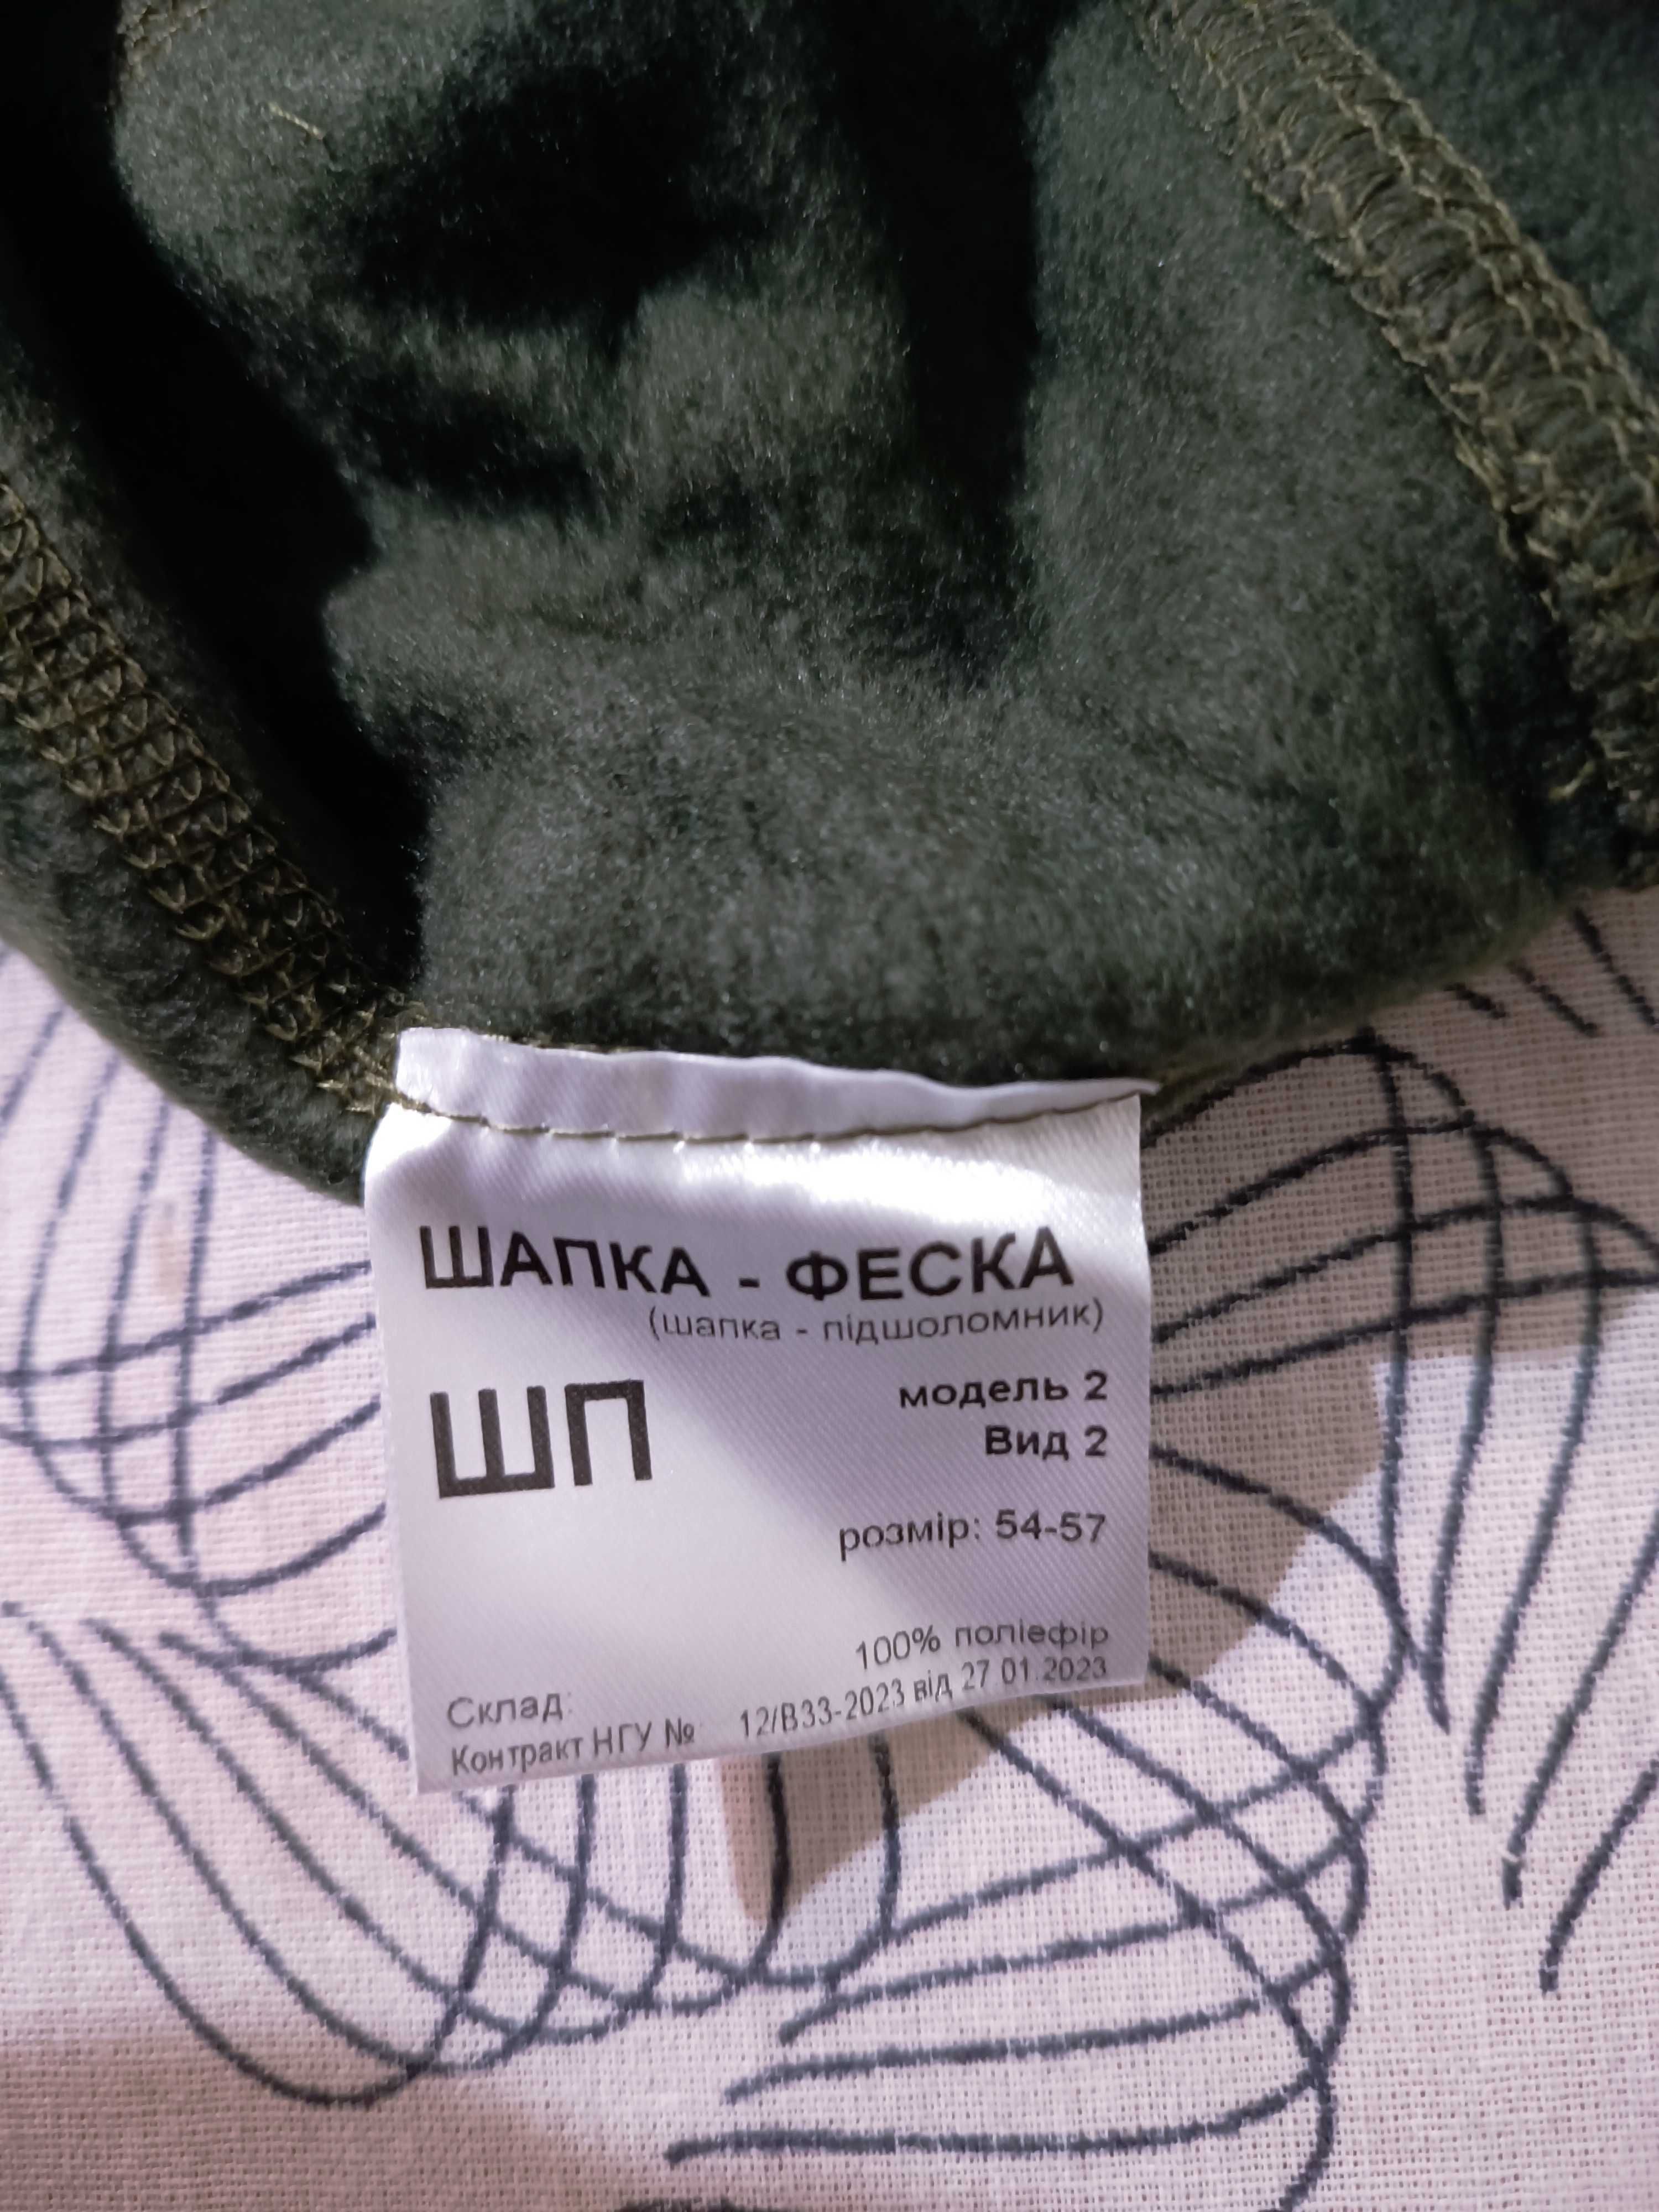 ШАПКА - ФЕСКА
(шапка - підшоломник)
ШП
модель 2
Вид 2
розмір: 54-57
Склад: 100% поліефір
Контракт НГУ № 12/В33-2023 від 27 01.2023